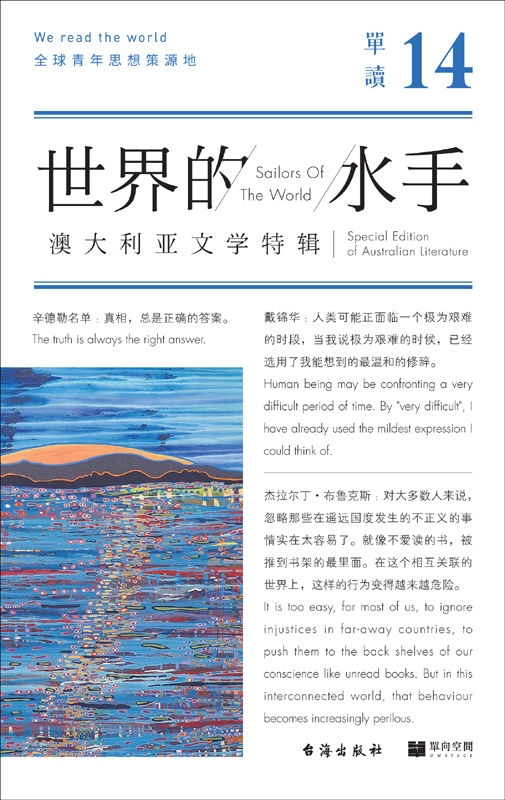 We read the world
全球青年思想策源地
單讀 14
世界的
Sailors Of
The World
水手
澳大利亚文学特辑
Special Edition
of Australian Literature
辛德勒名单：真相，总是正确的答案。
The truth is always the right answer.
戴锦华：人类可能正面临一个极为艰难
的时段，当我说极为艰难的时候，已经
选用了我能想到的最温和的修辞。
Human being may be confronting a very
difficult period of time. By "very difficult", I
have already used the mildest expression I
could think of.
杰拉尔丁·布鲁克斯：对大多数人来说，
忽略那些在遥远国度发生的不正义的事
情实在太容易了。就像不爱读的书，被
推到书架的最里面。在这个相互关联的
世界上，这样的行为变得越来越危险。
It is too easy, for most of us, to ignore
injustices in far-away countries, to
push them to the back shelves of our
conscience like unread books. But in this
interconnected world, that behaviour
becomes increasingly perilous.
台海出版社
單向空間
OWSPACE